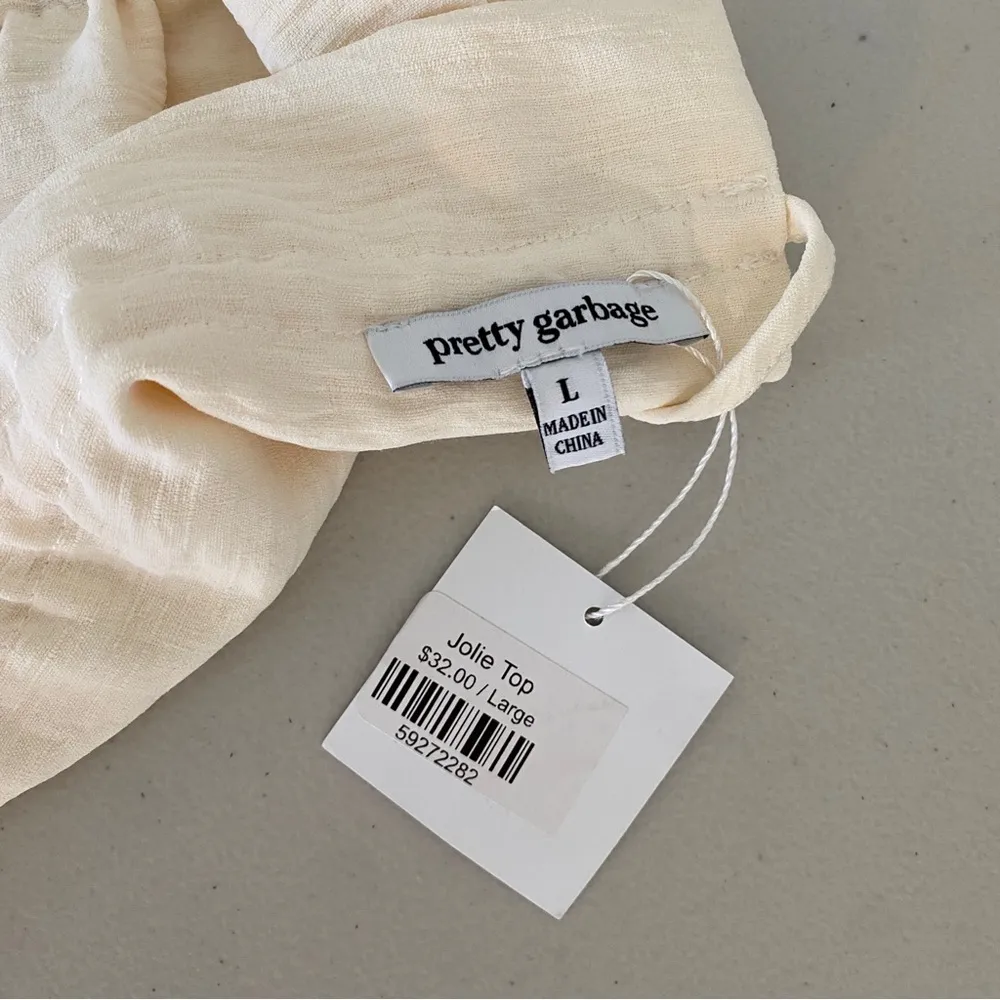 pretty garbage
L
MADE IN
CHINA
Jolie Top
$32.00 / Large
59272282